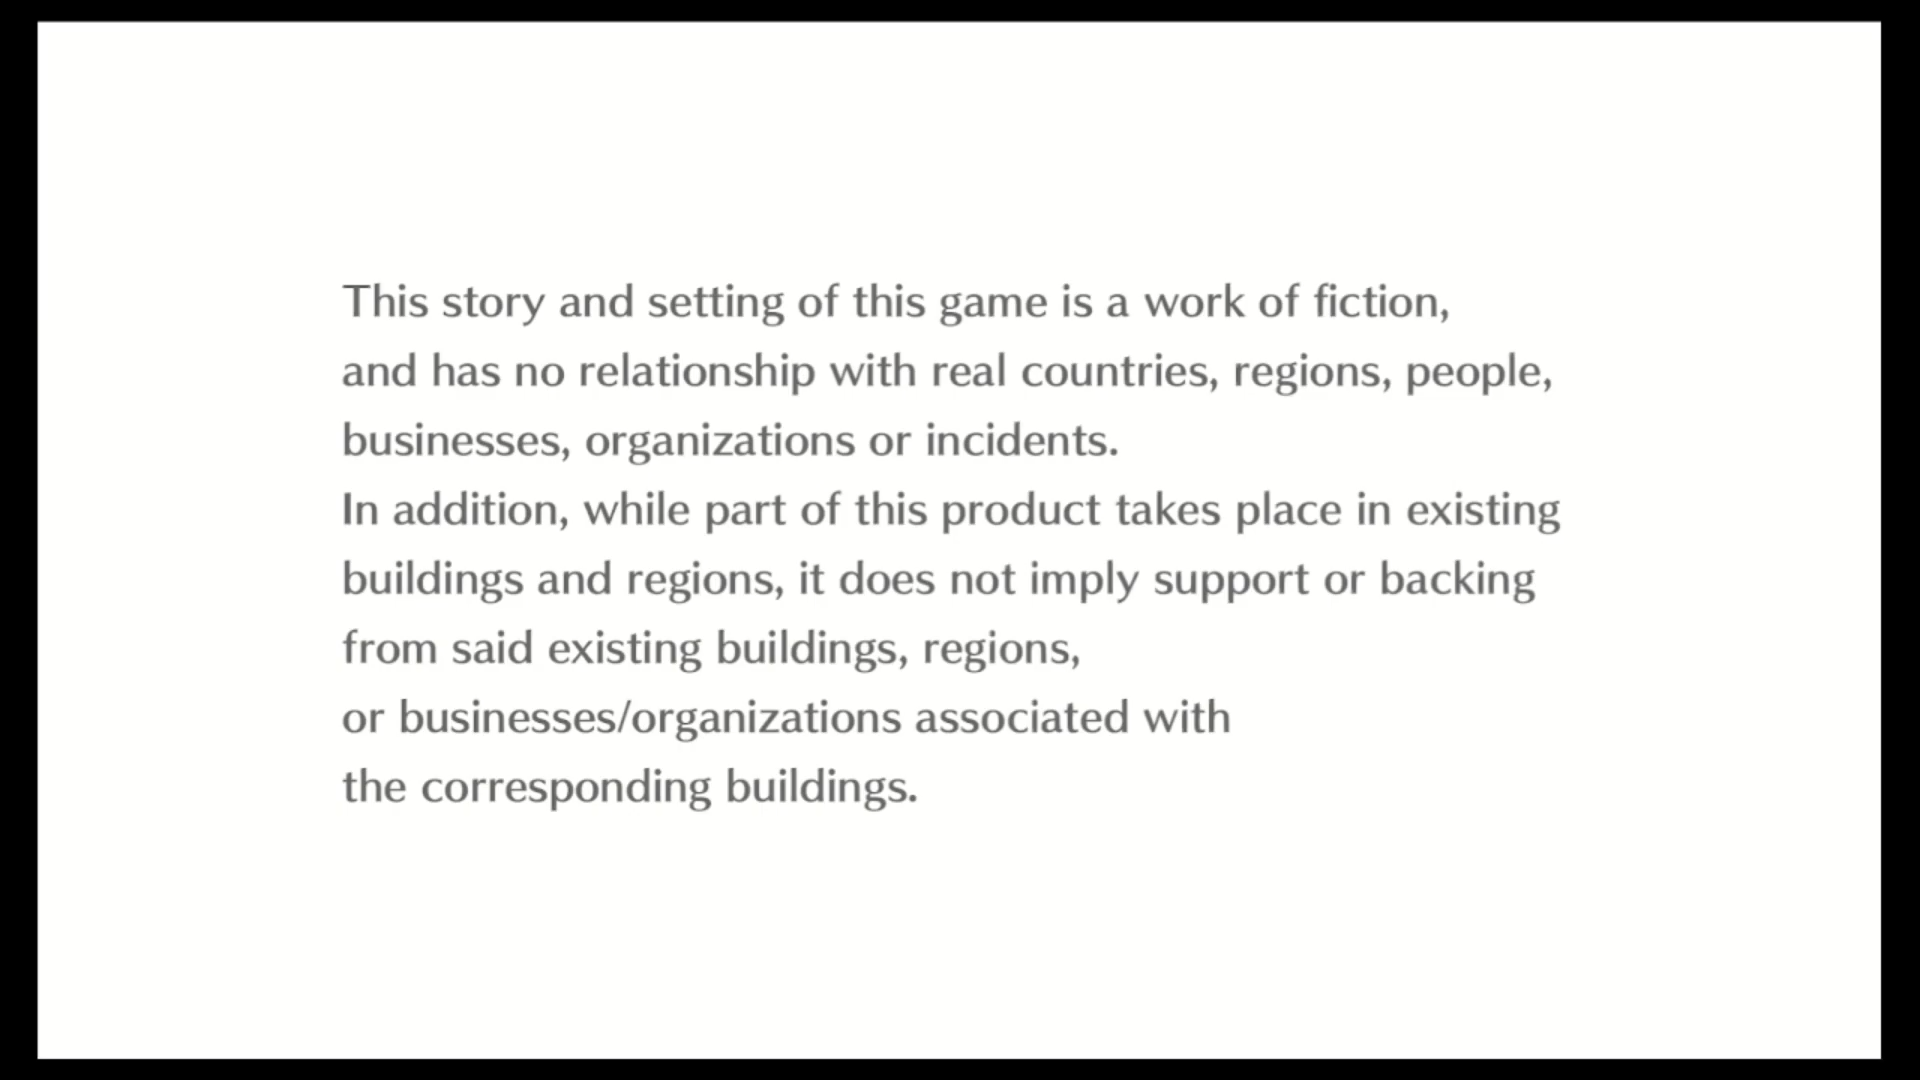 This story and setting of this game is a work of fiction,
and has no relationship with real countries, regions, people,
businesses, organizations or incidents.
In addition, while part of this product takes place in existing
buildings and regions, it does not imply support or backing
from said existing buildings, regions,
or businesses/organizations associated with
the corresponding buildings.